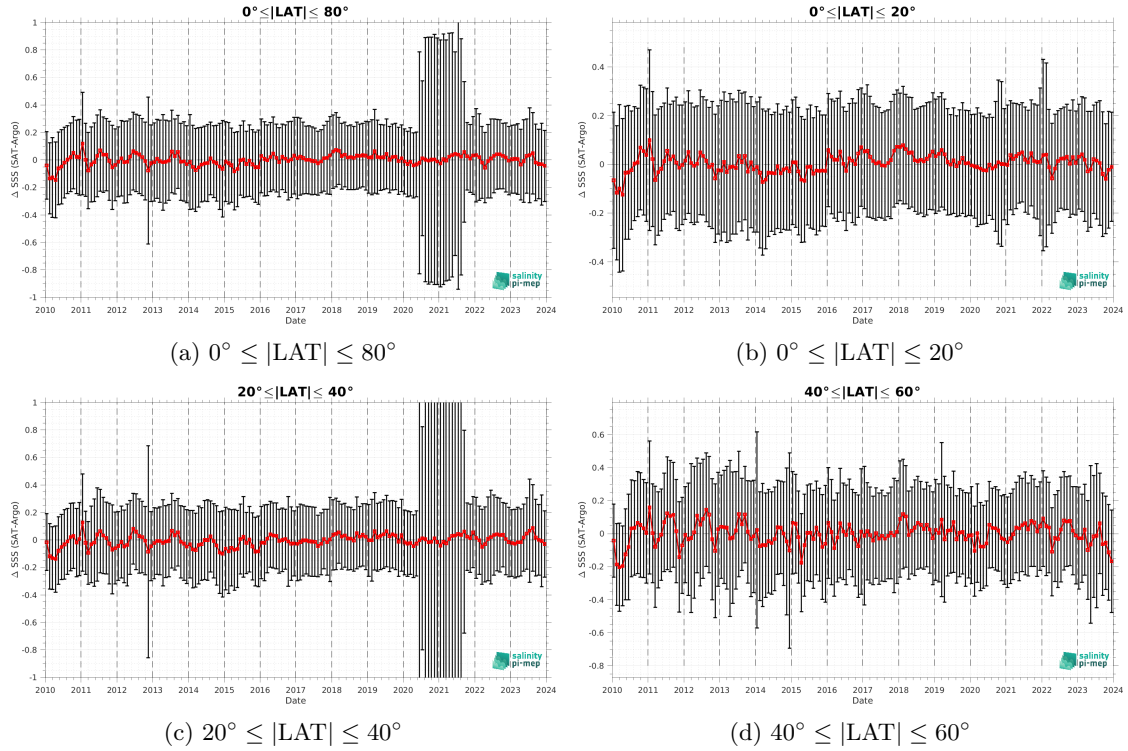 0°≤|LAT|≤ 80°
Δ SSS (SAT-Argo)
1
0.8
0.6
0.4
0.2
0
-0.2
-0.4
-0.6
-0.8
-1
salinity
pi-mep
2010 2011 2012 2013 2014 2015 2016 2017 2018 2019 2020 2021 2022 2023 2024
Date
(a) 0° ≤ |LAT| ≤ 80°
0°≤|LAT|≤ 20°
Δ SSS (SAT-Argo)
0.4
0.2
0
-0.2
-0.4
salinity
pi-mep
2010 2011 2012 2013 2014 2015 2016 2017 2018 2019 2020 2021 2022 2023 2024
Date
(b) 0° ≤ |LAT| ≤ 20°
20°≤|LAT|≤ 40°
Δ SSS (SAT-Argo)
1
0.8
0.6
0.4
0.2
0
-0.2
-0.4
-0.6
-0.8
-1
salinity
pi-mep
2010 2011 2012 2013 2014 2015 2016 2017 2018 2019 2020 2021 2022 2023 2024
Date
(c) 20° ≤ |LAT| ≤ 40°
40°≤|LAT|≤ 60°
Δ SSS (SAT-Argo)
0.6
0.4
0.2
0
-0.2
-0.4
-0.6
-0.8
salinity
pi-mep
2010 2011 2012 2013 2014 2015 2016 2017 2018 2019 2020 2021 2022 2023 2024
Date
(d) 40° ≤ |LAT| ≤ 60°